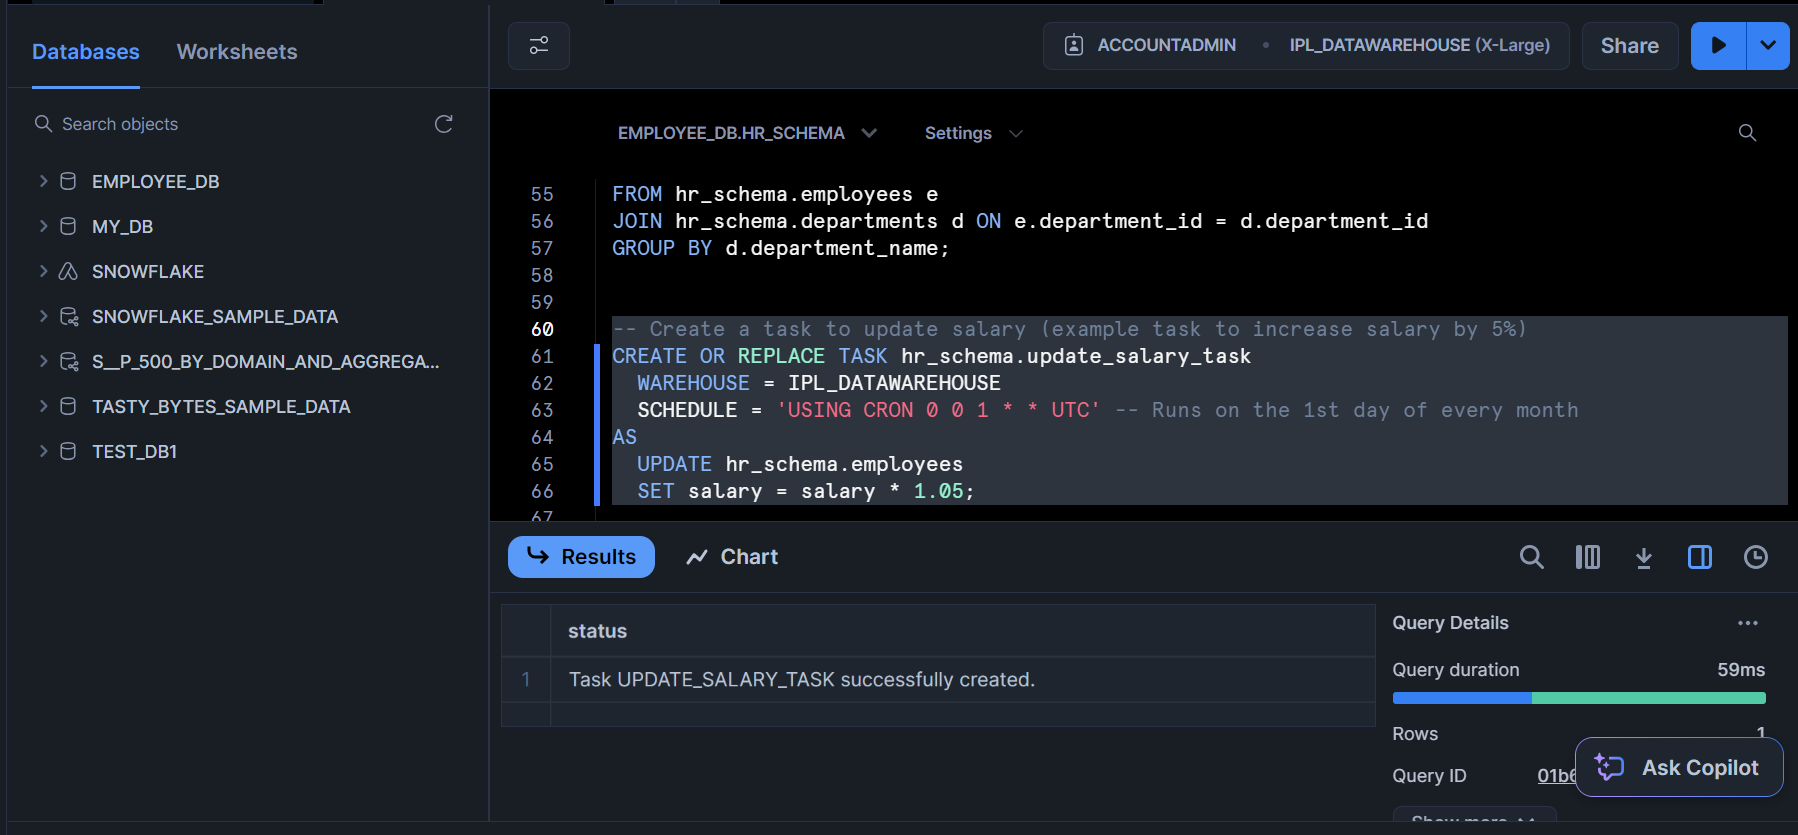 Databases
Worksheets
Search objects
EMPLOYEE_DB
MY_DB
SNOWFLAKE
SNOWFLAKE_SAMPLE_DATA
S__P_500_BY_DOMAIN_AND_AGGREGA...
TASTY_BYTES_SAMPLE_DATA
TEST_DB1
ACCOUNTADMIN • IPL_DATAWAREHOUSE (X-Large)
Share
EMPLOYEE_DB.HR_SCHEMA
Settings
55 FROM hr_schema.employees e
56 JOIN hr_schema.departments d ON e.department_id = d.department_id
57 GROUP BY d.department_name;
58
59
60 -- Create a task to update salary (example task to increase salary by 5%)
61 CREATE OR REPLACE TASK hr_schema.update_salary_task
62 WAREHOUSE = IPL_DATAWAREHOUSE
63 SCHEDULE = 'USING CRON 0 0 1 * * UTC' -- Runs on the 1st day of every month
64 AS
65 UPDATE hr_schema.employees
66 SET salary = salary * 1.05;
67
Results
Chart
status
1 Task UPDATE_SALARY_TASK successfully created.
Query Details
Query duration 59ms
Rows 1
Query ID 01b6
Ask Copilot
Show more